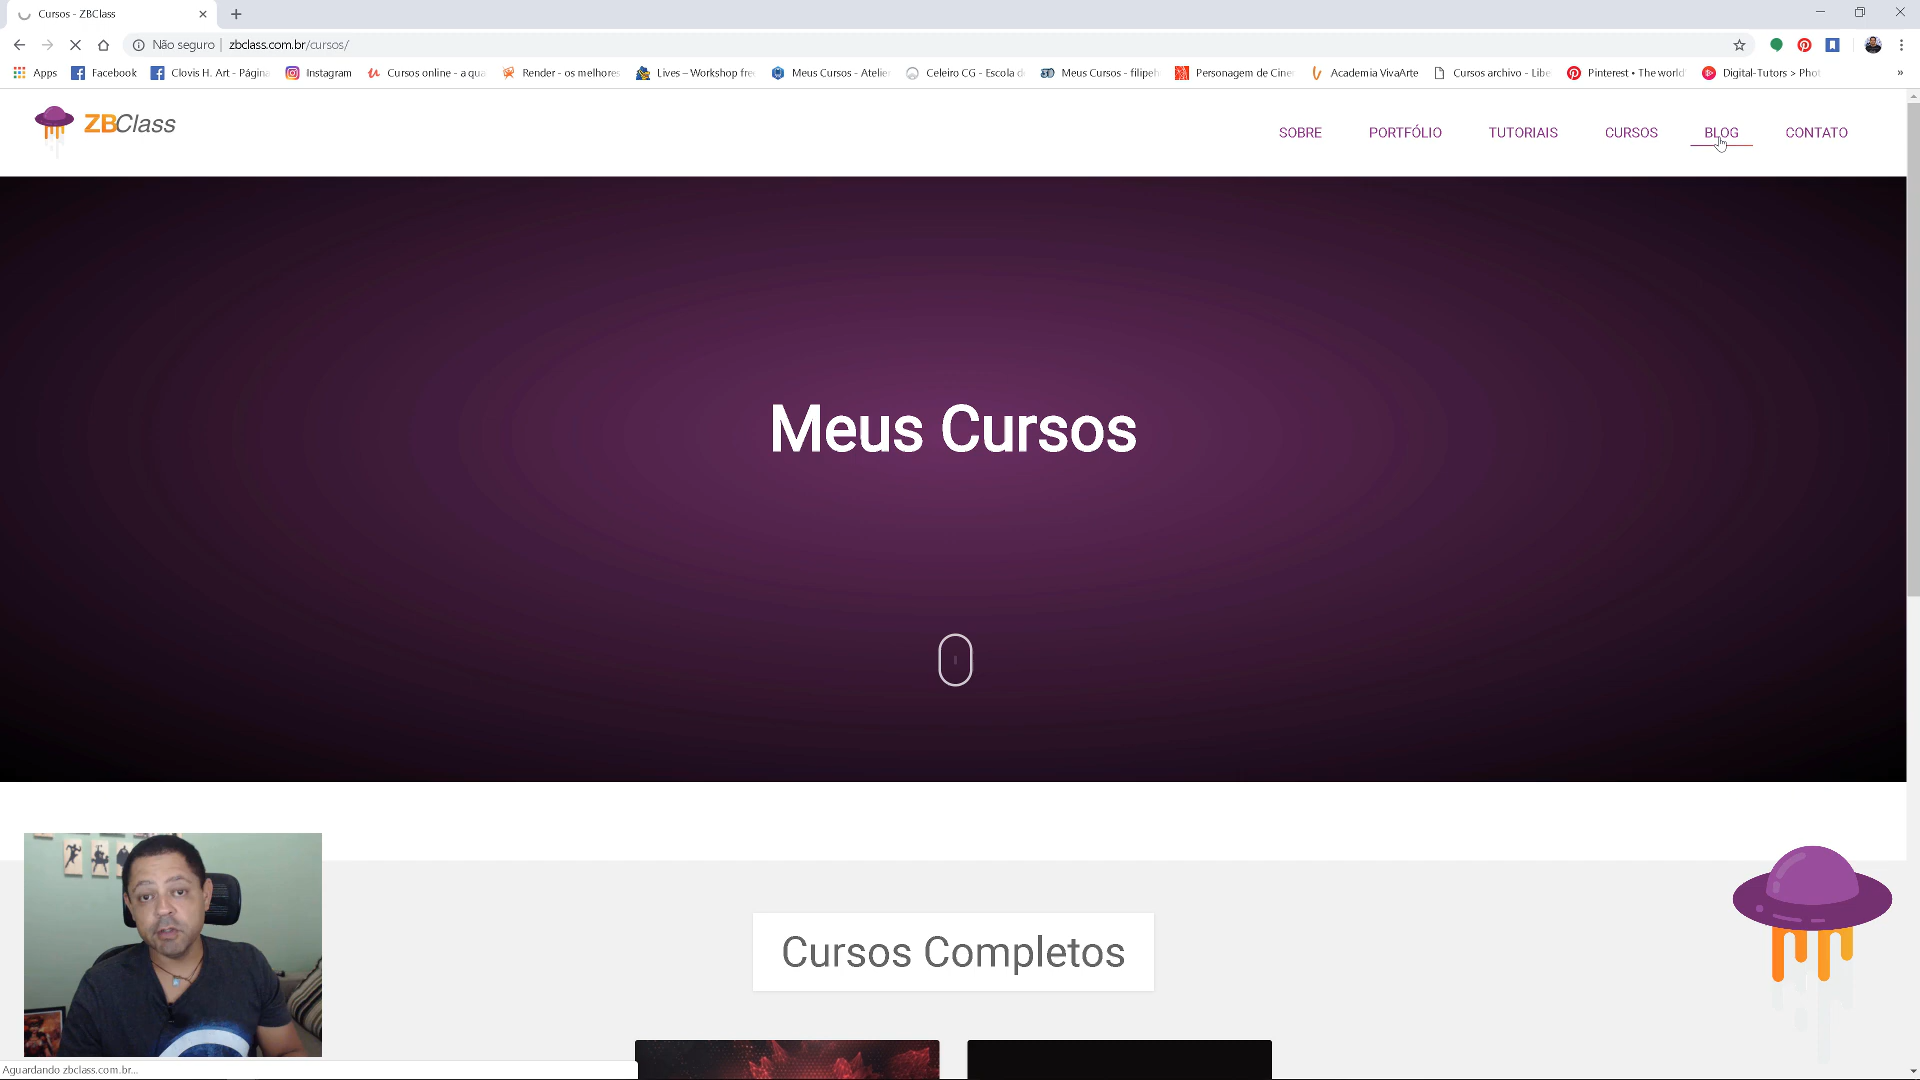 Cursos - ZBClass
Não seguro | zbclass.com.br/cursos/
Apps Facebook Clovis H. Art - Página Instagram Cursos online - a qua Render - os melhores Lives – Workshop fre Meus Cursos - Atelier Celeiro CG - Escola d Meus Cursos - filipeh Personagem de Cine Academia VivaArte Cursos archivo - Libe Pinterest • The world Digital-Tutors > Phot »
ZBClass
SOBRE PORTFÓLIO TUTORIAIS CURSOS BLOG CONTATO
Meus Cursos
Cursos Completos
Aguardando zbclass.com.br...